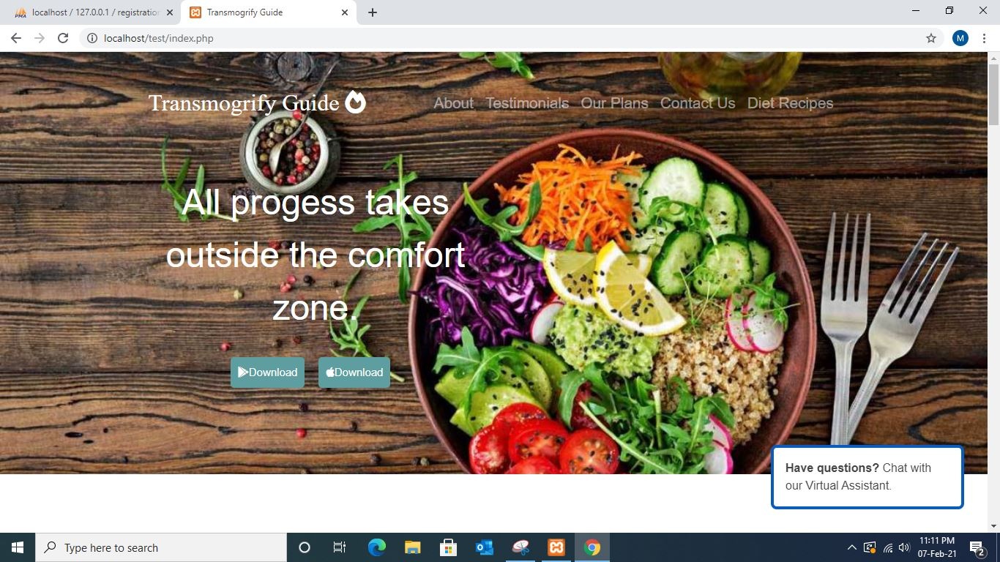 localhost / 127.0.0.1 / registration
Transmogrify Guide
localhost/test/index.php
M
Transmogrify Guide
About Testimonials Our Plans Contact Us Diet Recipes
All progess takes
outside the comfort
zone.
Download Download
Have questions? Chat with
our Virtual Assistant.
Type here to search
11:11 PM
07-Feb-21
2